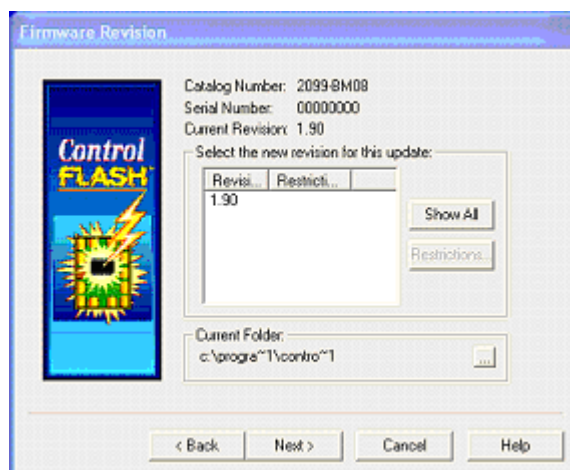 Firmware Revision
Control
FLASH
Catalog Number: 2099-BM08
Serial Number: 00000000
Current Revision: 1.90
Select the new revision for this update:
Revisi... Restricti...
1.90
Show All
Restrictions...
Current Folder:
c:\progra~1\contro~1
...
< Back Next > Cancel Help